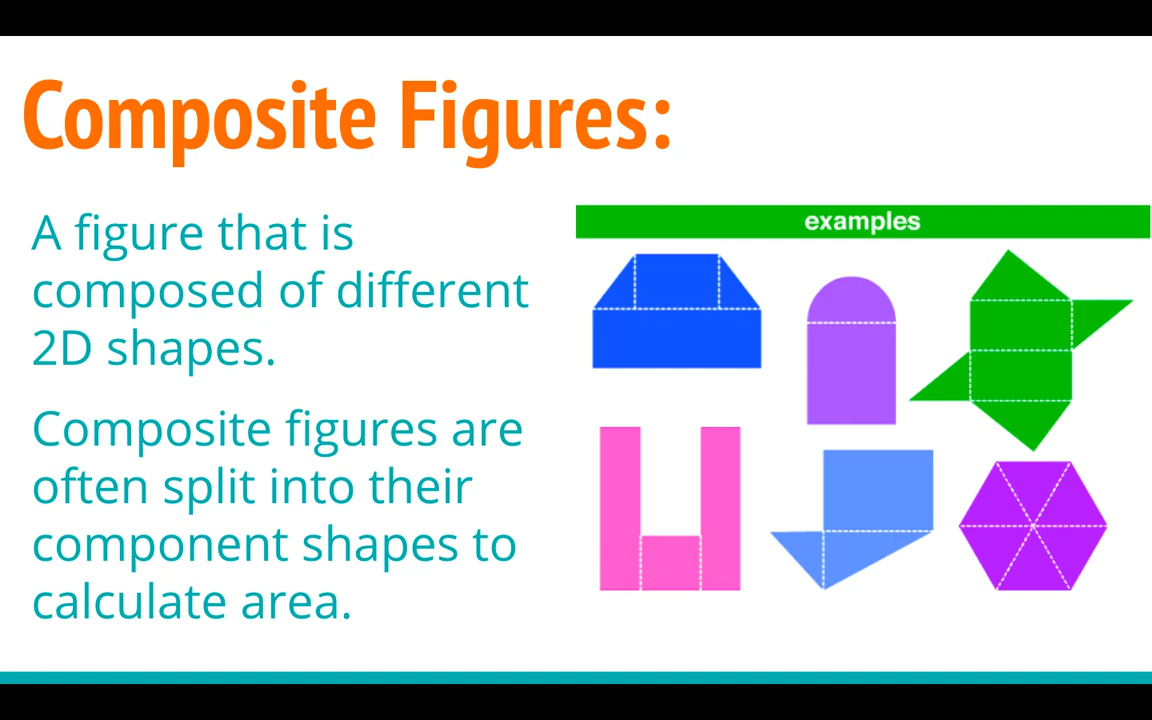 Composite Figures:
A figure that is
composed of different
2D shapes.
Composite figures are
often split into their
component shapes to
calculate area.
examples